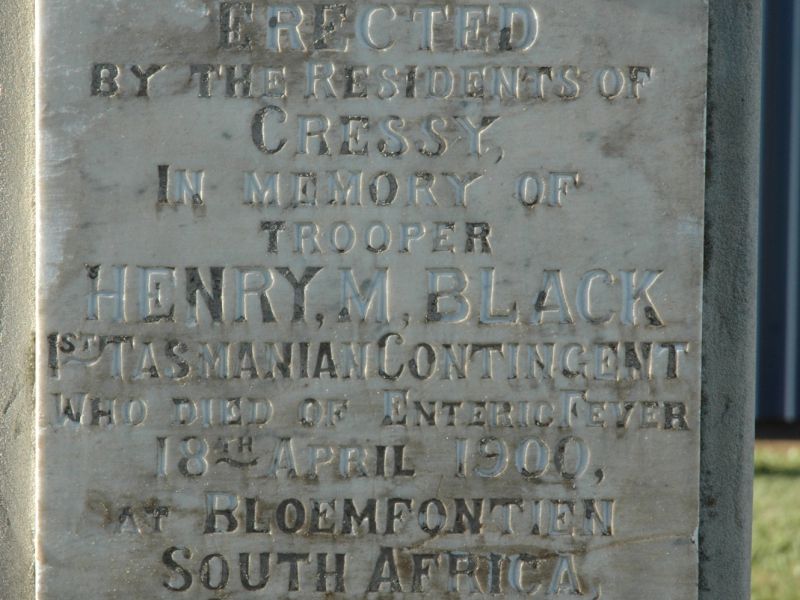 ERECTED
BY THE RESIDENTS OF
CRESSY,
IN MEMORY OF
TROOPER
HENRY, M, BLACK
1ST TASMANIAN CONTINGENT
WHO DIED OF ENTERIC FEVER
18TH APRIL 1900,
AT BLOEMFONTIEN
SOUTH AFRICA,